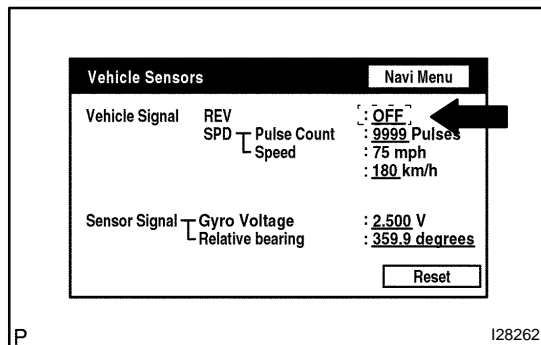 Vehicle Sensors Navi Menu
Vehicle Signal REV : OFF
SPD Pulse Count : 9999 Pulses
Speed : 75 mph
: 180 km/h
Sensor Signal Gyro Voltage : 2.500 V
Relative bearing : 359.9 degrees
Reset
P I28262